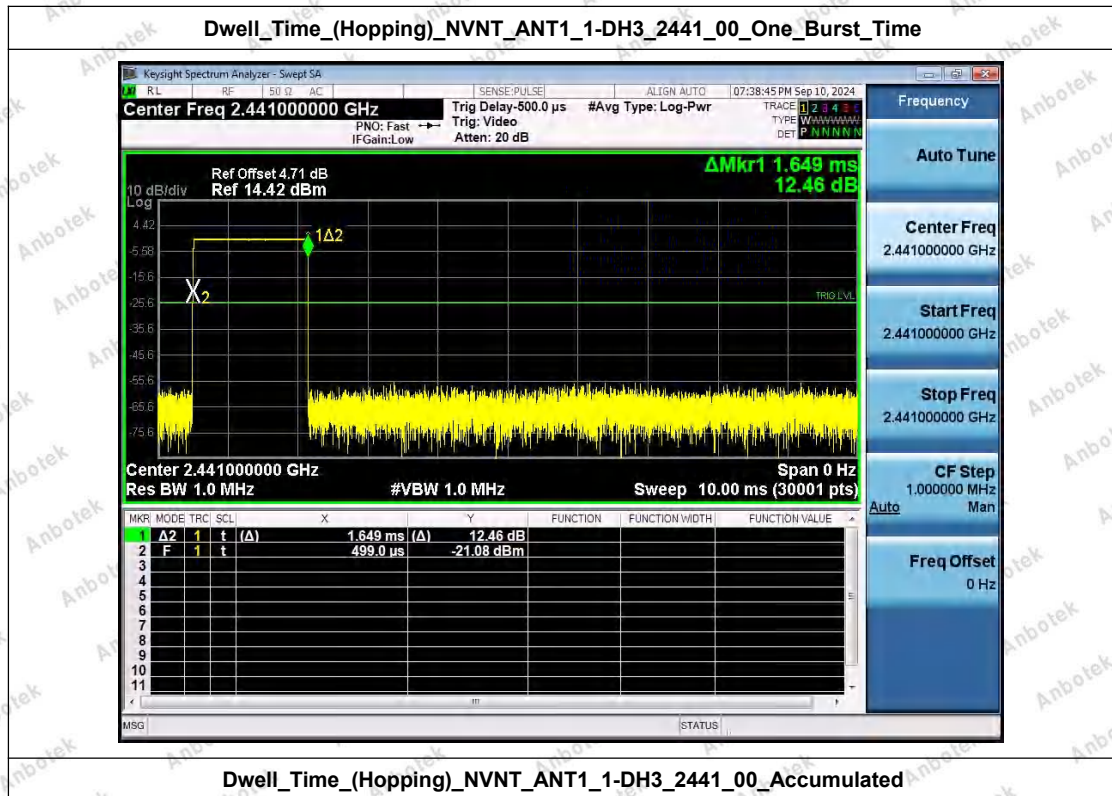 Dwell_Time_(Hopping)_NVNT_ANT1_1-DH3_2441_00_One_Burst_Time
Keysight Spectrum Analyzer - Swept SA
RL RF 50 Ω AC SENSE:PULSE ALIGN AUTO 07:38:45 PM Sep 10, 2024
Center Freq 2.441000000 GHz
PNO: Fast
IFGain:Low
Trig Delay-500.0 µs
Trig: Video
Atten: 20 dB
#Avg Type: Log-Pwr
TRACE 1 2 3 4 5 6
TYPE W
DET P N N N N N
Ref Offset 4.71 dB
10 dB/div Ref 14.42 dBm
Log
ΔMkr1 1.649 ms
12.46 dB
4.42
-5.58
-15.6
-25.6
-35.6
-45.6
-55.6
-65.6
-75.6
1Δ2
X2
TRIG LVL
Center 2.441000000 GHz Span 0 Hz
Res BW 1.0 MHz #VBW 1.0 MHz Sweep 10.00 ms (30001 pts)
MKR MODE TRC SCL X Y FUNCTION FUNCTION WIDTH FUNCTION VALUE
1 Δ2 1 t (Δ) 1.649 ms (Δ) 12.46 dB
2 F 1 t 499.0 µs -21.08 dBm
3
4
5
6
7
8
9
10
11
MSG STATUS
Frequency
Auto Tune
Center Freq
2.441000000 GHz
Start Freq
2.441000000 GHz
Stop Freq
2.441000000 GHz
CF Step
1.000000 MHz
Auto Man
Freq Offset
0 Hz
Dwell_Time_(Hopping)_NVNT_ANT1_1-DH3_2441_00_Accumulated
Anbotek